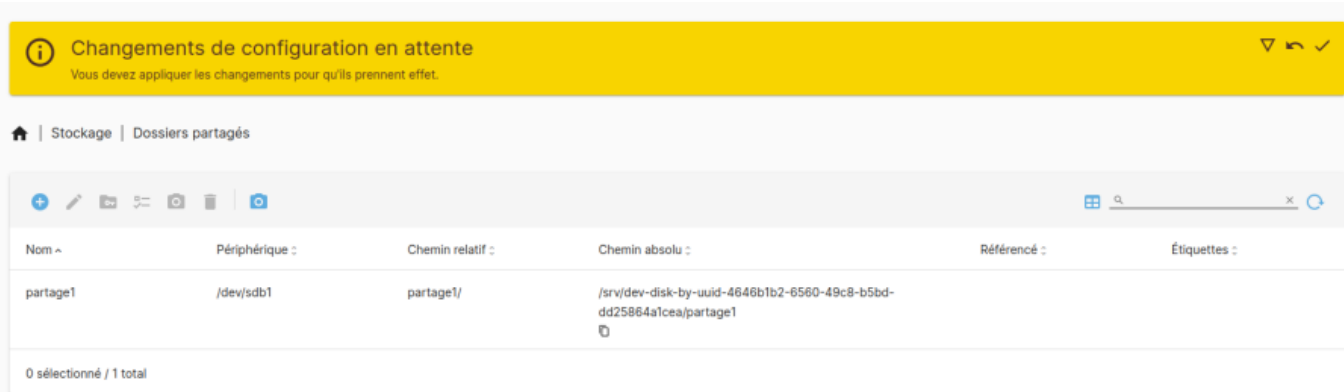 Changements de configuration en attente
Vous devez appliquer les changements pour qu'ils prennent effet.
| Stockage | Dossiers partagés
Nom Périphérique Chemin relatif Chemin absolu Référencé Étiquettes
partage1 /dev/sdb1 partage1/ /srv/dev-disk-by-uuid-4646b1b2-6560-49c8-b5bd-
dd25864a1cea/partage1
0 sélectionné / 1 total